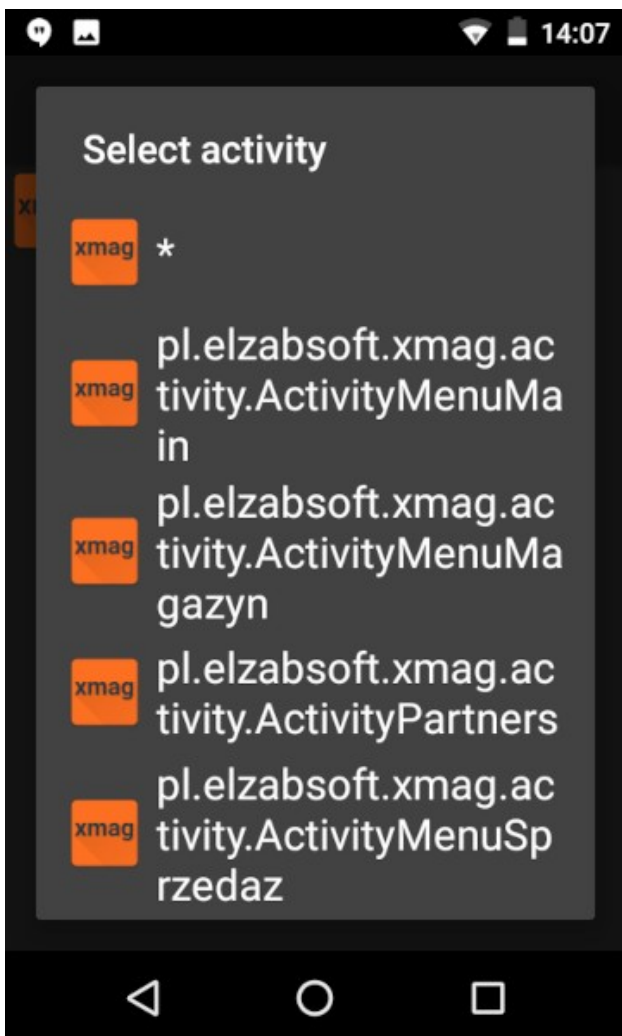 14:07
Select activity
xmag *
pl.elzabsoft.xmag.ac
xmag tivity.ActivityMenuMa
in
pl.elzabsoft.xmag.ac
xmag tivity.ActivityMenuMa
gazyn
pl.elzabsoft.xmag.ac
xmag tivity.ActivityPartners
pl.elzabsoft.xmag.ac
xmag tivity.ActivityMenuSp
rzedaz